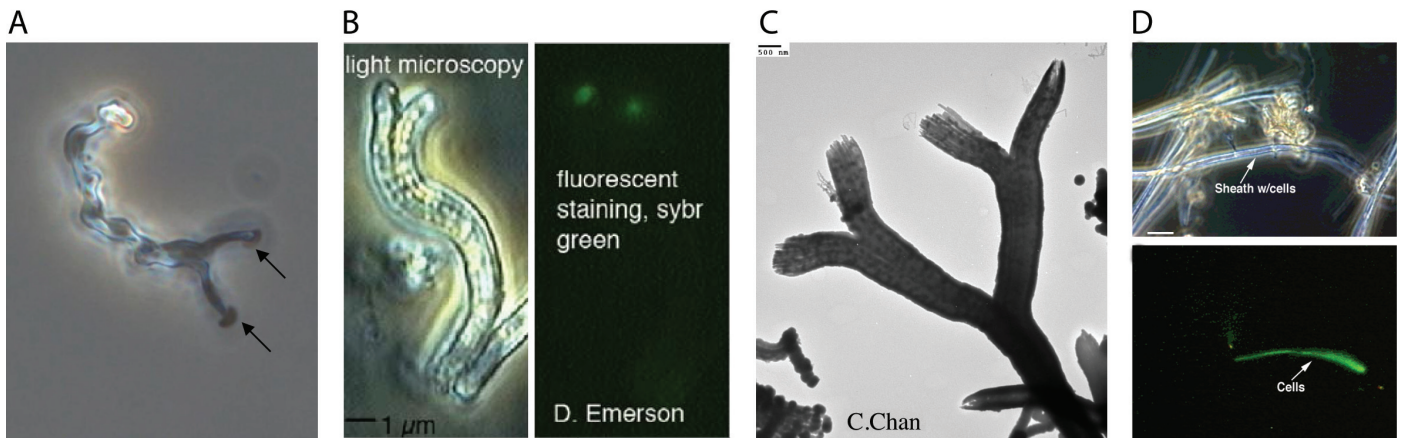 A
B
C
D
light microscopy
fluorescent
staining, sybr
green
1 µm
D. Emerson
500 nm
C.Chan
Sheath w/cells
Cells